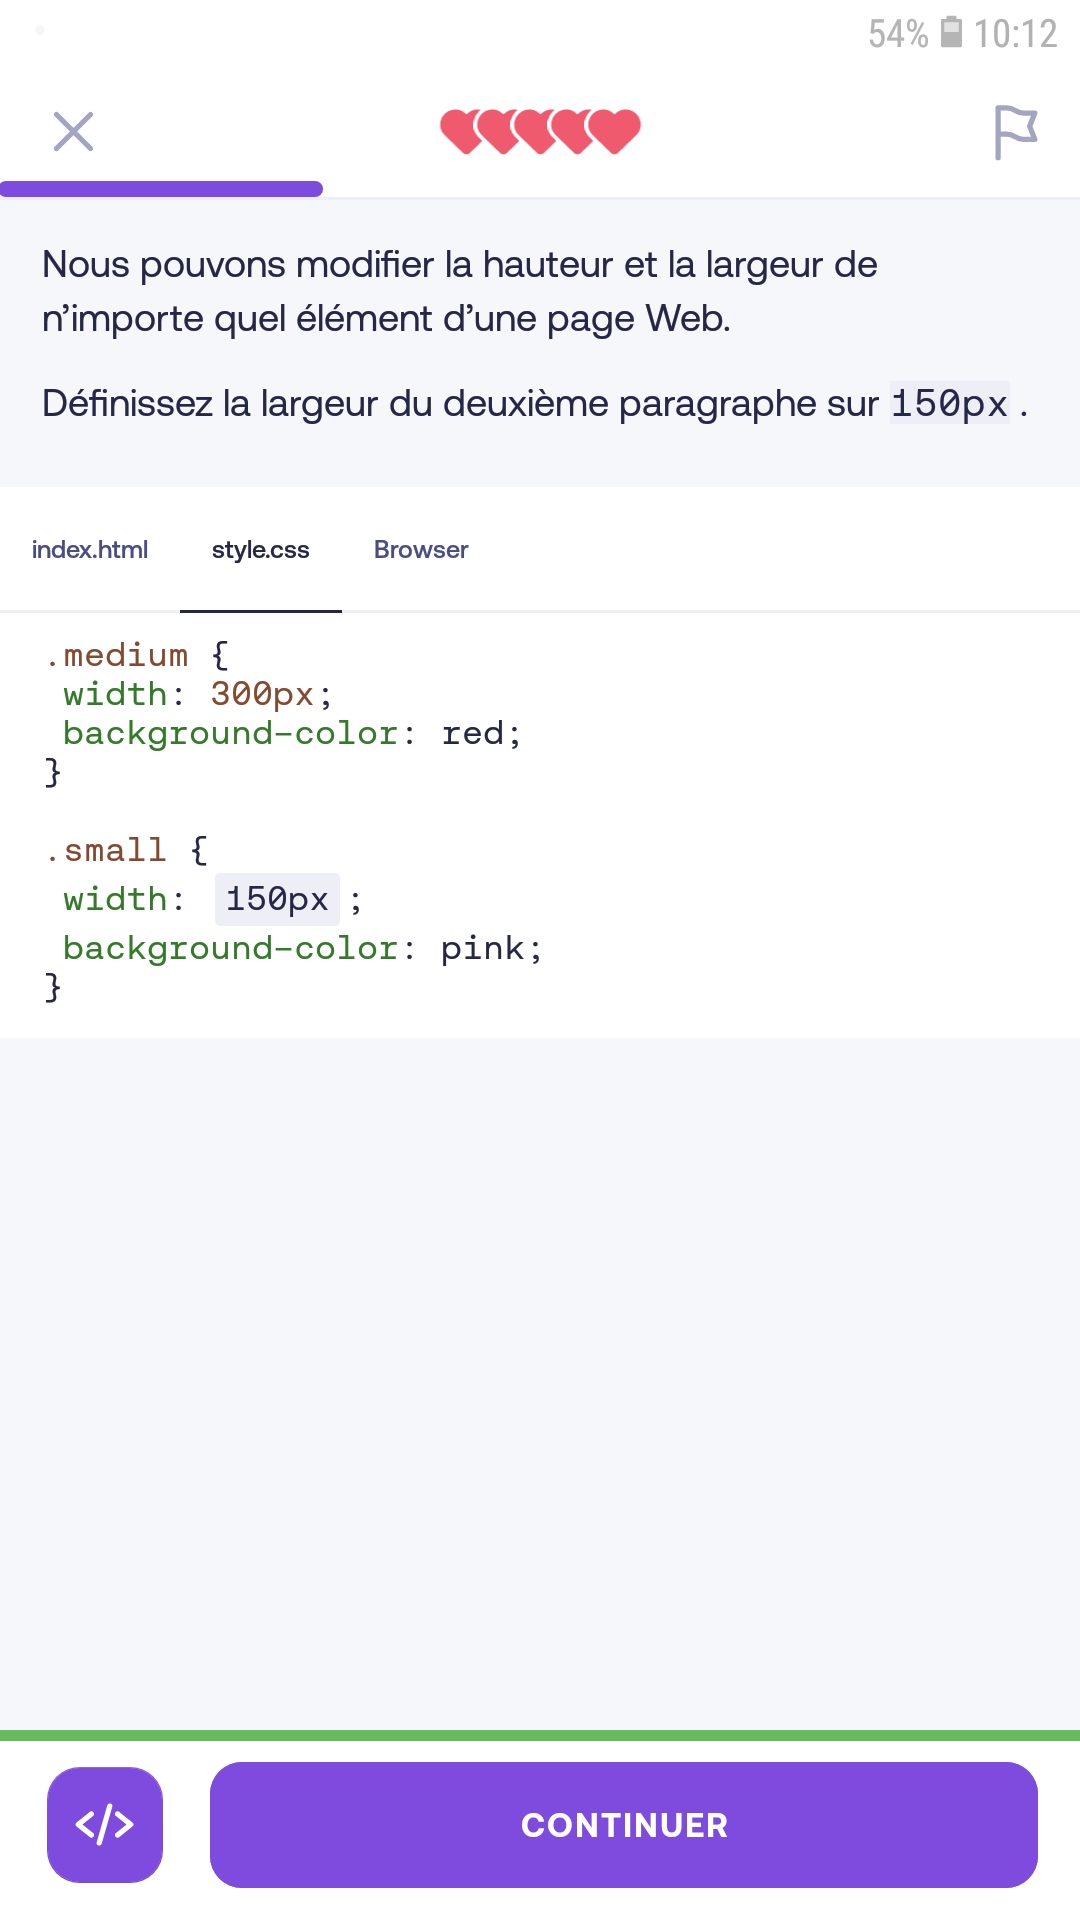 54% 10:12
Nous pouvons modifier la hauteur et la largeur de
n’importe quel élément d’une page Web.
Définissez la largeur du deuxième paragraphe sur 150px .
index.html style.css Browser
.medium {
width: 300px;
background-color: red;
}
.small {
width: 150px ;
background-color: pink;
}
</> CONTINUER